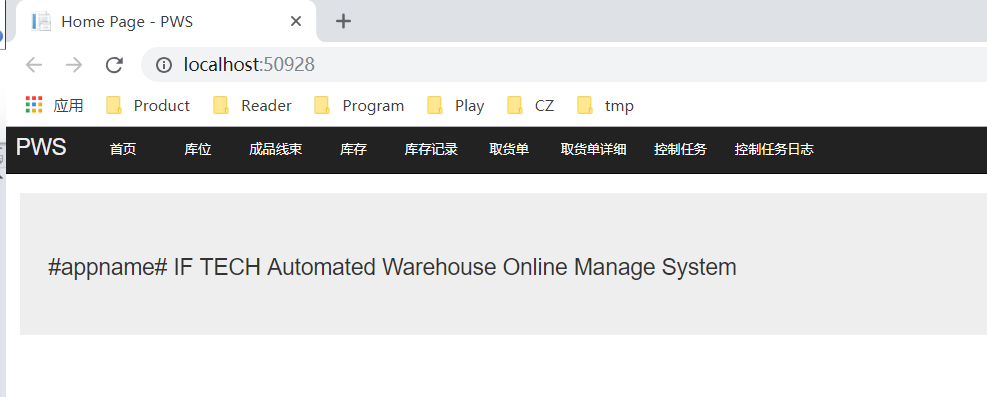 Home Page - PWS
localhost:50928
应用 Product Reader Program Play CZ tmp
PWS 首页 库位 成品线束 库存 库存记录 取货单 取货单详细 控制任务 控制任务日志
#appname# IF TECH Automated Warehouse Online Manage System